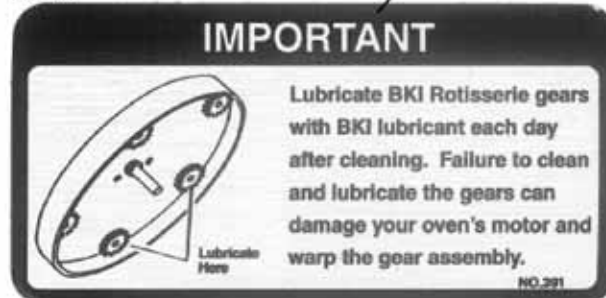 IMPORTANT
Lubricate BKI Rotisserie gears
with BKI lubricant each day
after cleaning. Failure to clean
and lubricate the gears can
damage your oven's motor and
warp the gear assembly.
Lubricate
Here
NO.391